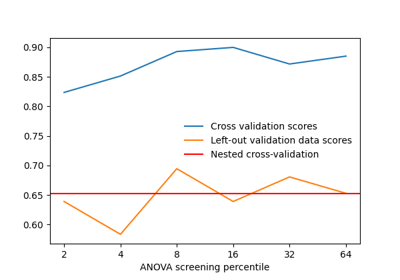 0.90
0.85
0.80
0.75
0.70
0.65
0.60
Cross validation scores
Left-out validation data scores
Nested cross-validation
2 4 8 16 32 64
ANOVA screening percentile